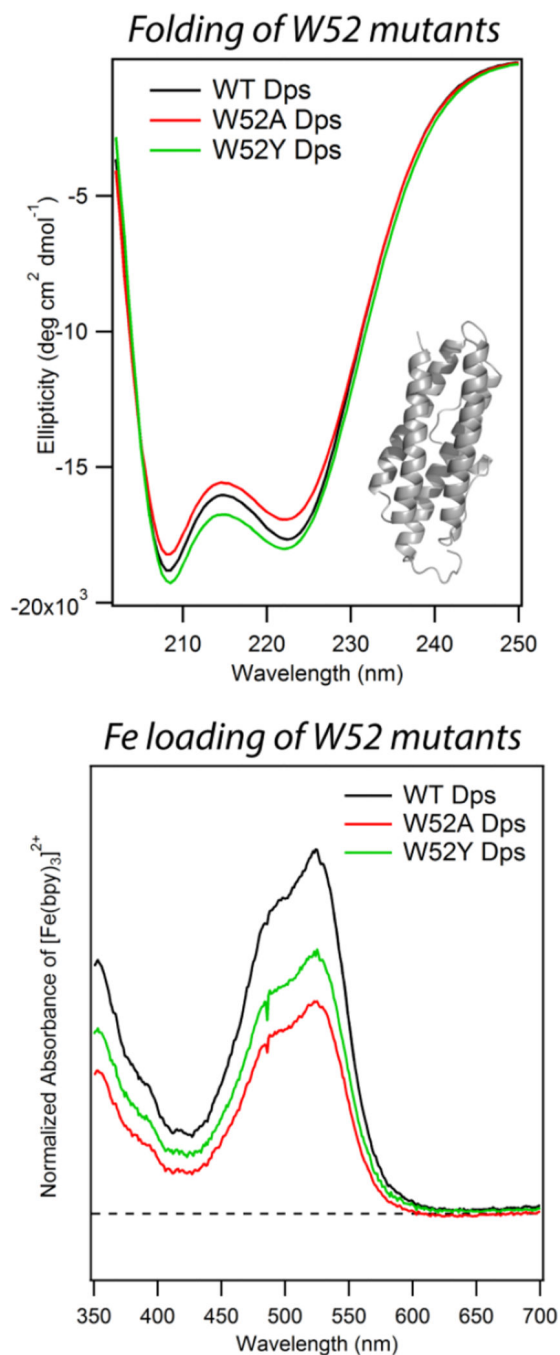 Folding of W52 mutants
WT Dps
W52A Dps
W52Y Dps
-5
-10
-15
-20x10³
Ellipticity (deg cm² dmol⁻¹)
210 220 230 240 250
Wavelength (nm)
Fe loading of W52 mutants
WT Dps
W52A Dps
W52Y Dps
Normalized Absorbance of [Fe(bpy)₃]²⁺
350 400 450 500 550 600 650 700
Wavelength (nm)